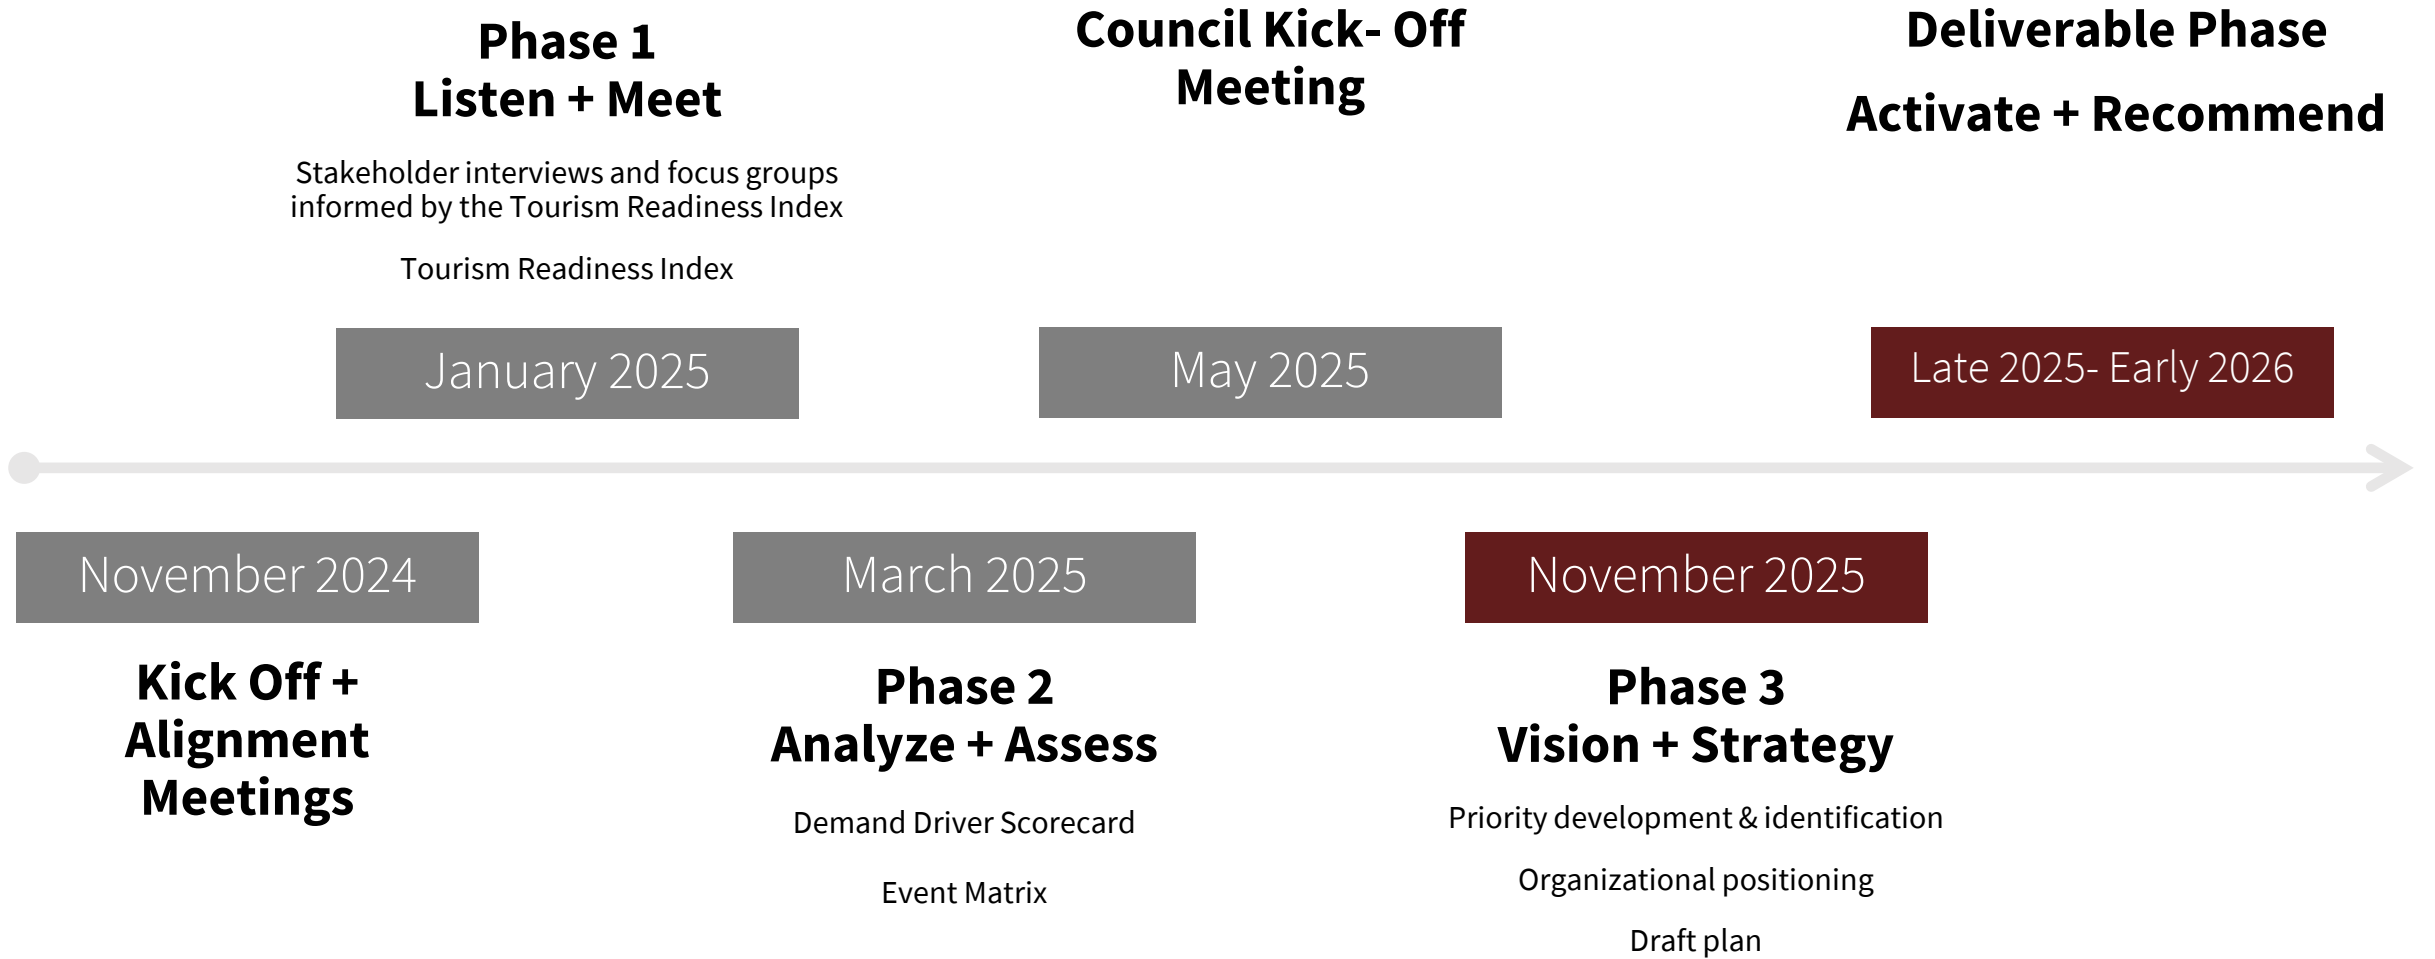 Phase 1
Listen + Meet
Stakeholder interviews and focus groups
informed by the Tourism Readiness Index
Tourism Readiness Index
January 2025
Council Kick- Off
Meeting
May 2025
Deliverable Phase
Activate + Recommend
Late 2025- Early 2026
November 2024
Kick Off +
Alignment
Meetings
March 2025
Phase 2
Analyze + Assess
Demand Driver Scorecard
Event Matrix
November 2025
Phase 3
Vision + Strategy
Priority development & identification
Organizational positioning
Draft plan